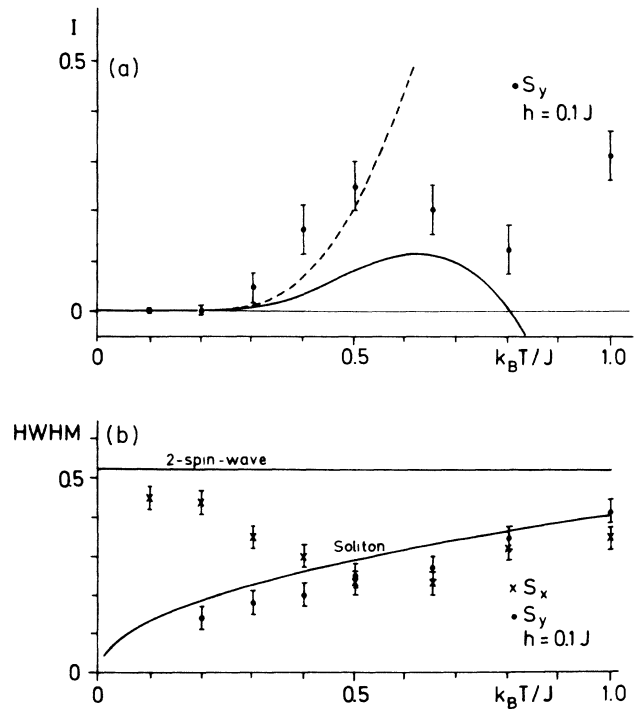 I
0.5
(a)
• S_y
h = 0.1 J
0
0
0.5
k_BT/J
1.0
HWHM
(b)
2-spin-wave
0.5
Soliton
x S_x
• S_y
h = 0.1 J
0
0
0.5
k_BT/J
1.0